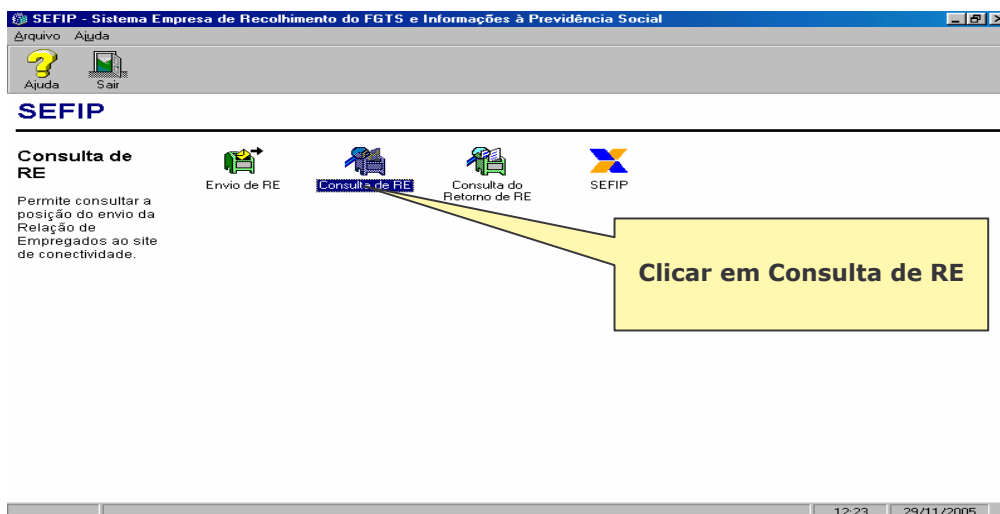 SEFIP - Sistema Empresa de Recolhimento do FGTS e Informações à Previdência Social
Arquivo Ajuda
Ajuda Sair
SEFIP
Consulta de
RE
Permite consultar a
posição do envio da
Relação de
Empregados ao site
de conectividade.
Envio de RE
Consulta de RE
Consulta do
Retorno de RE
SEFIP
Clicar em Consulta de RE
12:23 29/11/2005